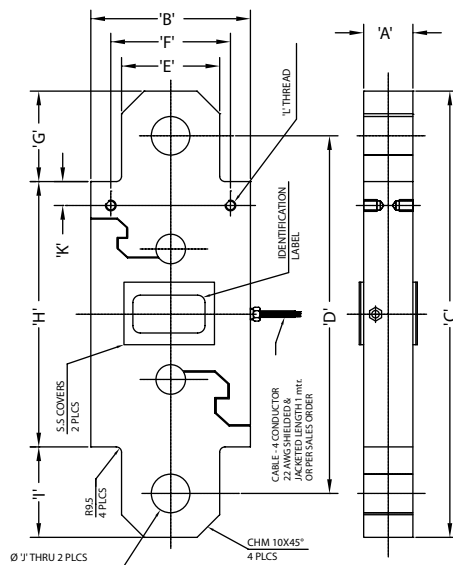 'B'
'F'
'E'
'A'
'L' THREAD
'G'
'K'
IDENTIFICATION
LABEL
'H'
'D'
'C'
S.S COVERS
2 PLCS
CABLE - 4 CONDUCTOR
22 AWG SHIELDED &
JACKETED LENGTH 1 mtr.
OR PER SALES ORDER
'I'
R9.5
4 PLCS
CHM 10X45°
4 PLCS
Ø 'J' THRU 2 PLCS